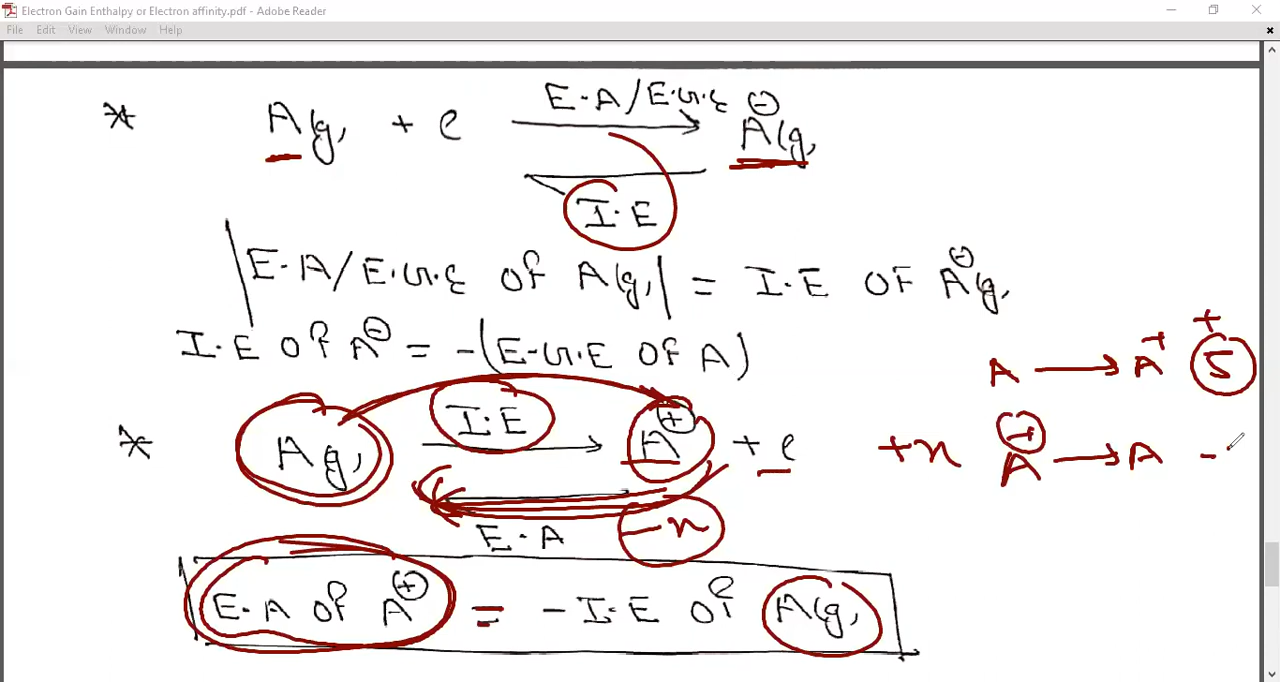 Electron Gain Enthalpy or Electron affinity.pdf - Adobe Reader
File Edit View Window Help
* A(g) + e E.A/E.G.E A⊖(g)
I.E
|E.A/E.G.E OF A(g)| = I.E OF A⊖(g)
I.E OF A⊖ = -(E.G.E OF A)
A → A+ +5
* A(g) I.E → A⊕ + e +x A⊕ → A -
E.A -x
E.A OF A⊕ = - I.E OF A(g)